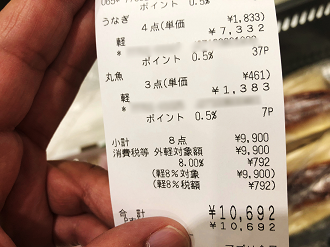 ポイント 0.5%
うなぎ
4点(単価 ¥1,833)
軽 ¥7,332
*
ポイント 0.5% 37P
丸魚
3点(単価 ¥461)
軽 ¥1,383
*
ポイント 0.5% 7P
小計 8点 ¥9,900
消費税等 外軽対象額 ¥9,900
8.00% ¥792
(軽8%対象 ¥9,900)
(軽8%税額 ¥792)
合計 ¥10,692
¥10,692